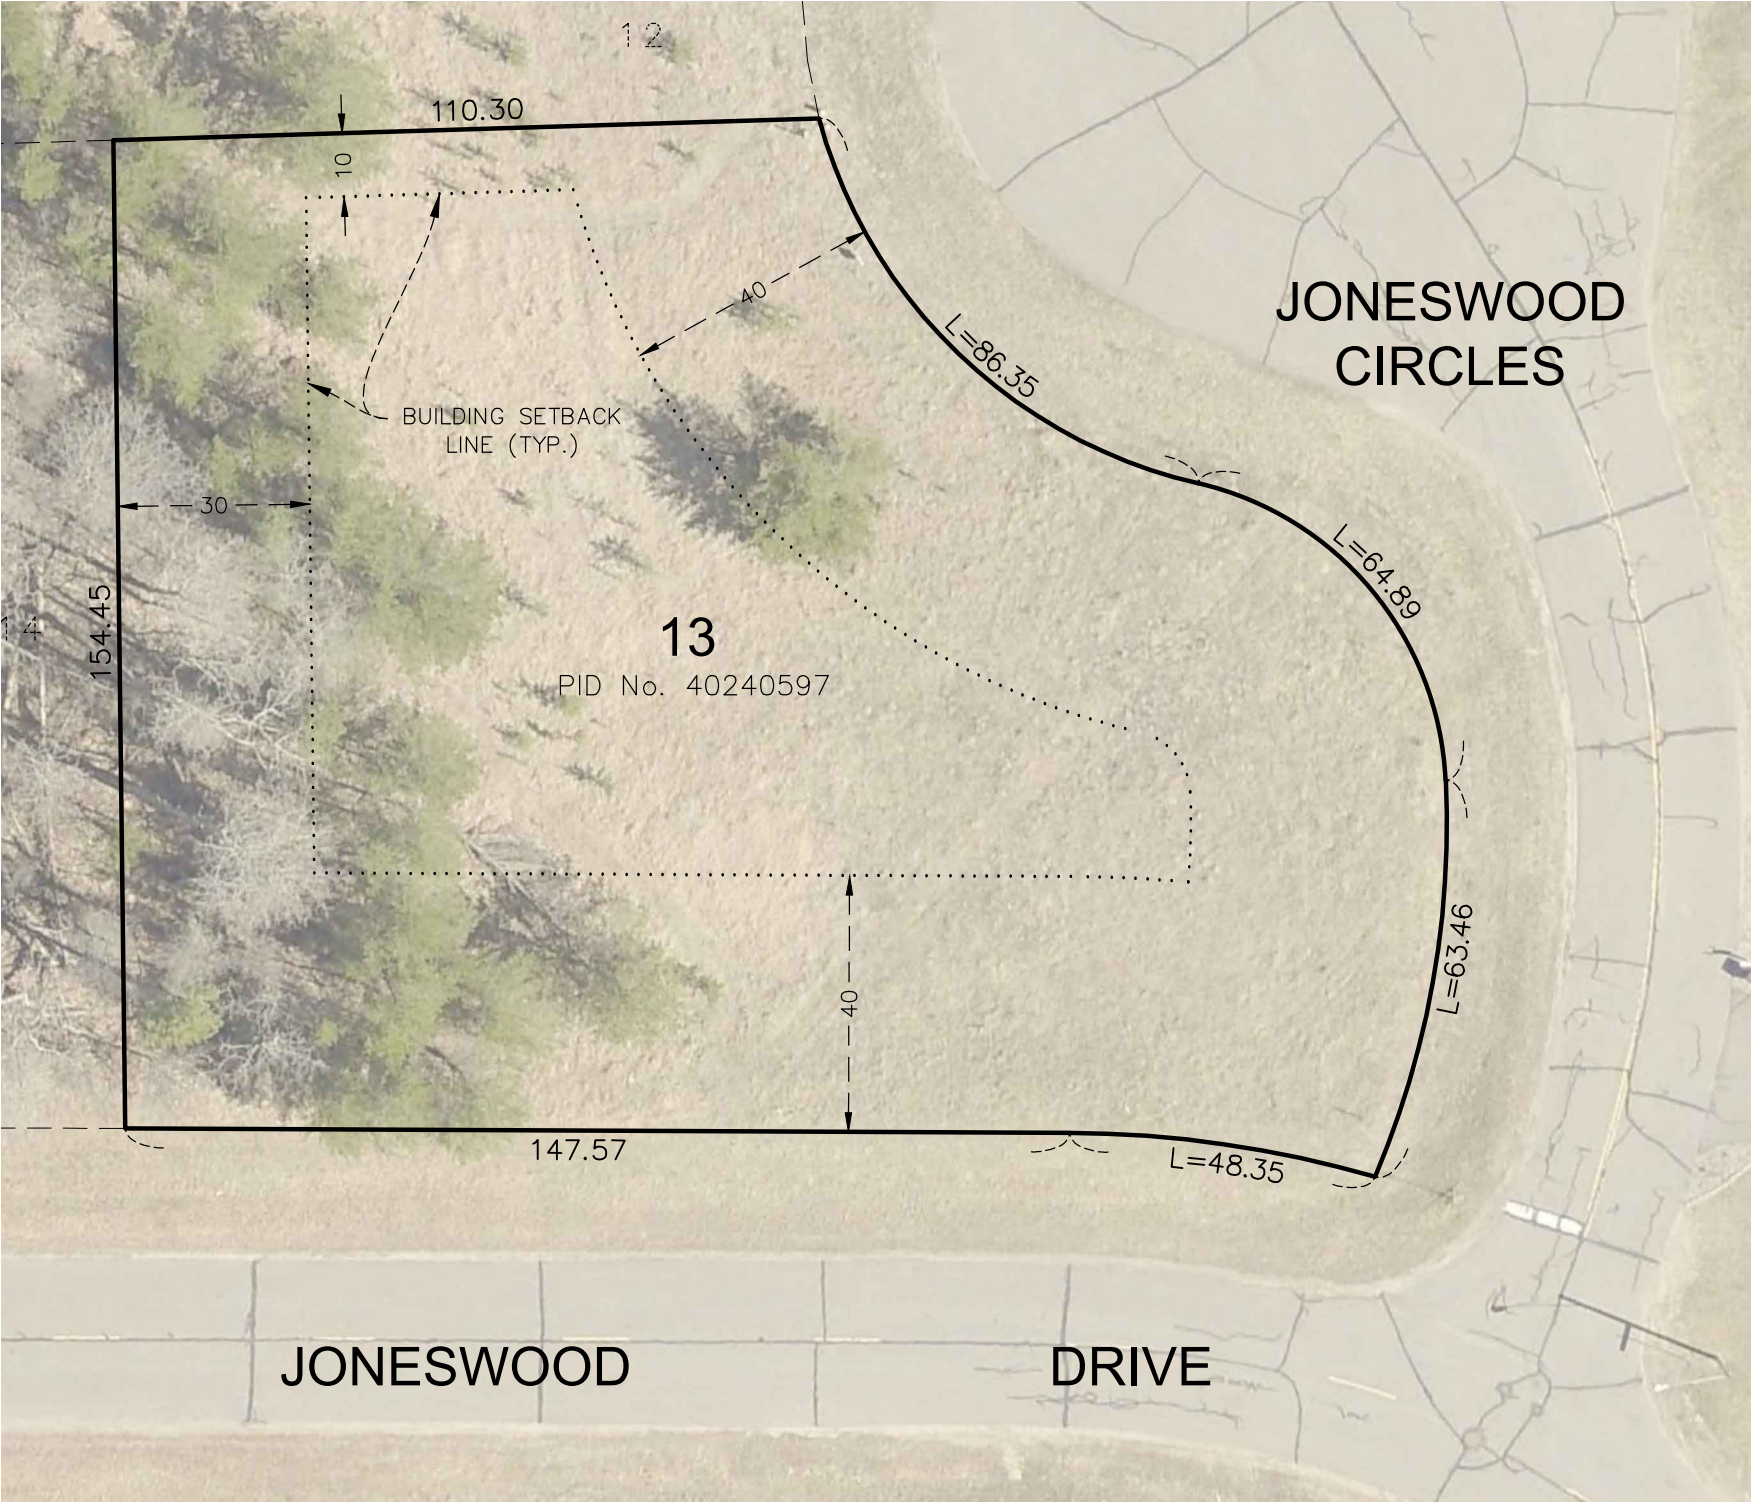 12
110.30
10
40
L=86.35
JONESWOOD
CIRCLES
BUILDING SETBACK
LINE (TYP.)
30
L=64.89
154.45
14
13
PID No. 40240597
L=63.46
40
147.57
L=48.35
JONESWOOD DRIVE